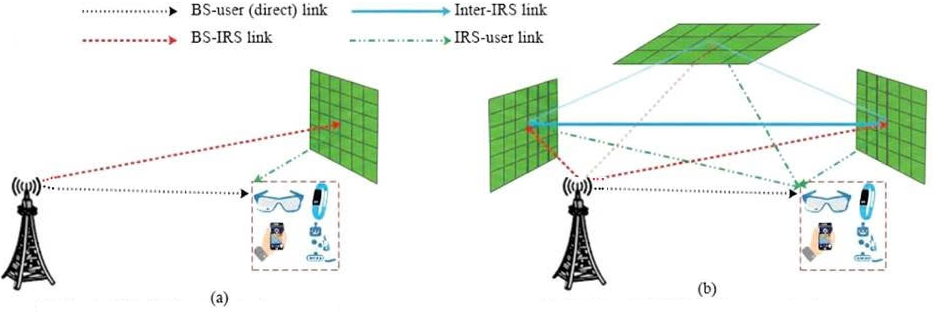 BS-user (direct) link
Inter-IRS link
BS-IRS link
IRS-user link
(a)
(b)